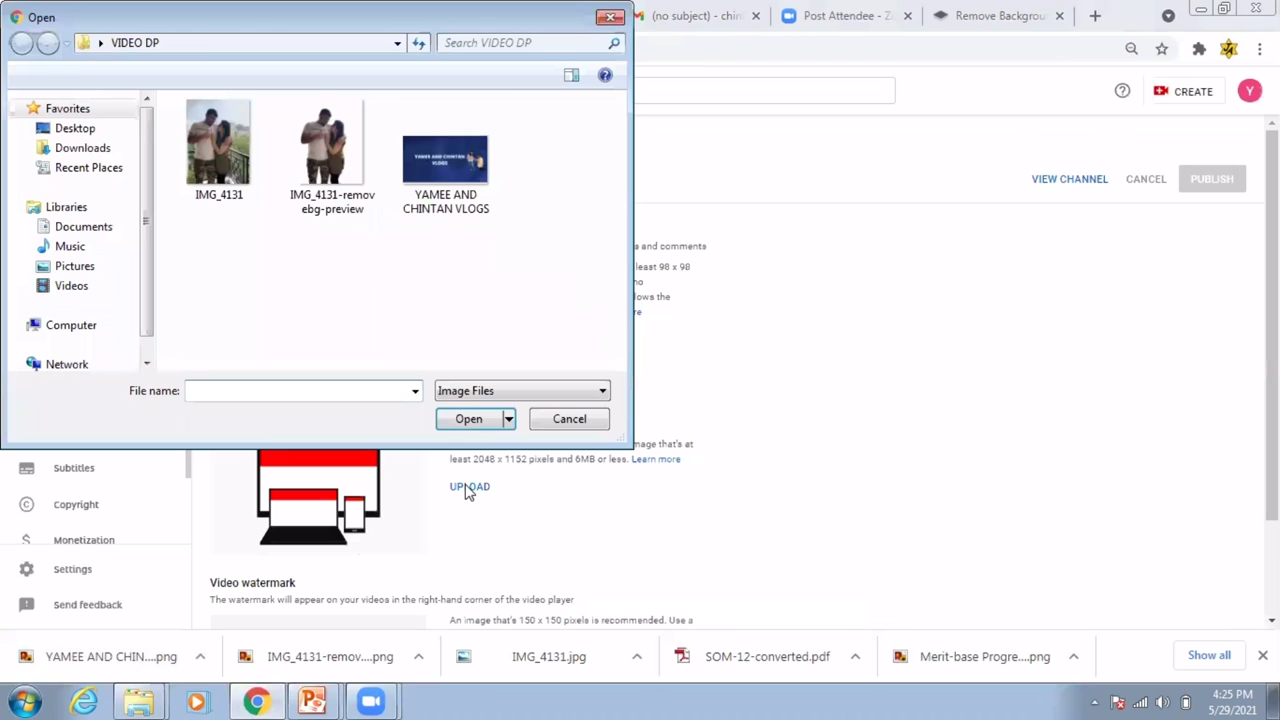 Open
(no subject) - chin
Post Attendee - Z
Remove Backgrou
VIDEO DP
Search VIDEO DP
CREATE
Y
Favorites
Desktop
Downloads
Recent Places
Libraries
Documents
Music
Pictures
Videos
Computer
Network
IMG_4131
IMG_4131-remov
ebg-preview
YAMEE AND CHINTAN
VLOGS
YAMEE AND
CHINTAN VLOGS
VIEW CHANNEL
CANCEL
PUBLISH
s and comments
least 98 x 98
no
lows the
re
File name:
Image Files
Open
Cancel
mage that's at
least 2048 x 1152 pixels and 6MB or less. Learn more
UPLOAD
Subtitles
Copyright
Monetization
Settings
Send feedback
Video watermark
The watermark will appear on your videos in the right-hand corner of the video player
An image that's 150 x 150 pixels is recommended. Use a
YAMEE AND CHIN....png
IMG_4131-remov....png
IMG_4131.jpg
SOM-12-converted.pdf
Merit-base Progre....png
Show all
4:25 PM
5/29/2021